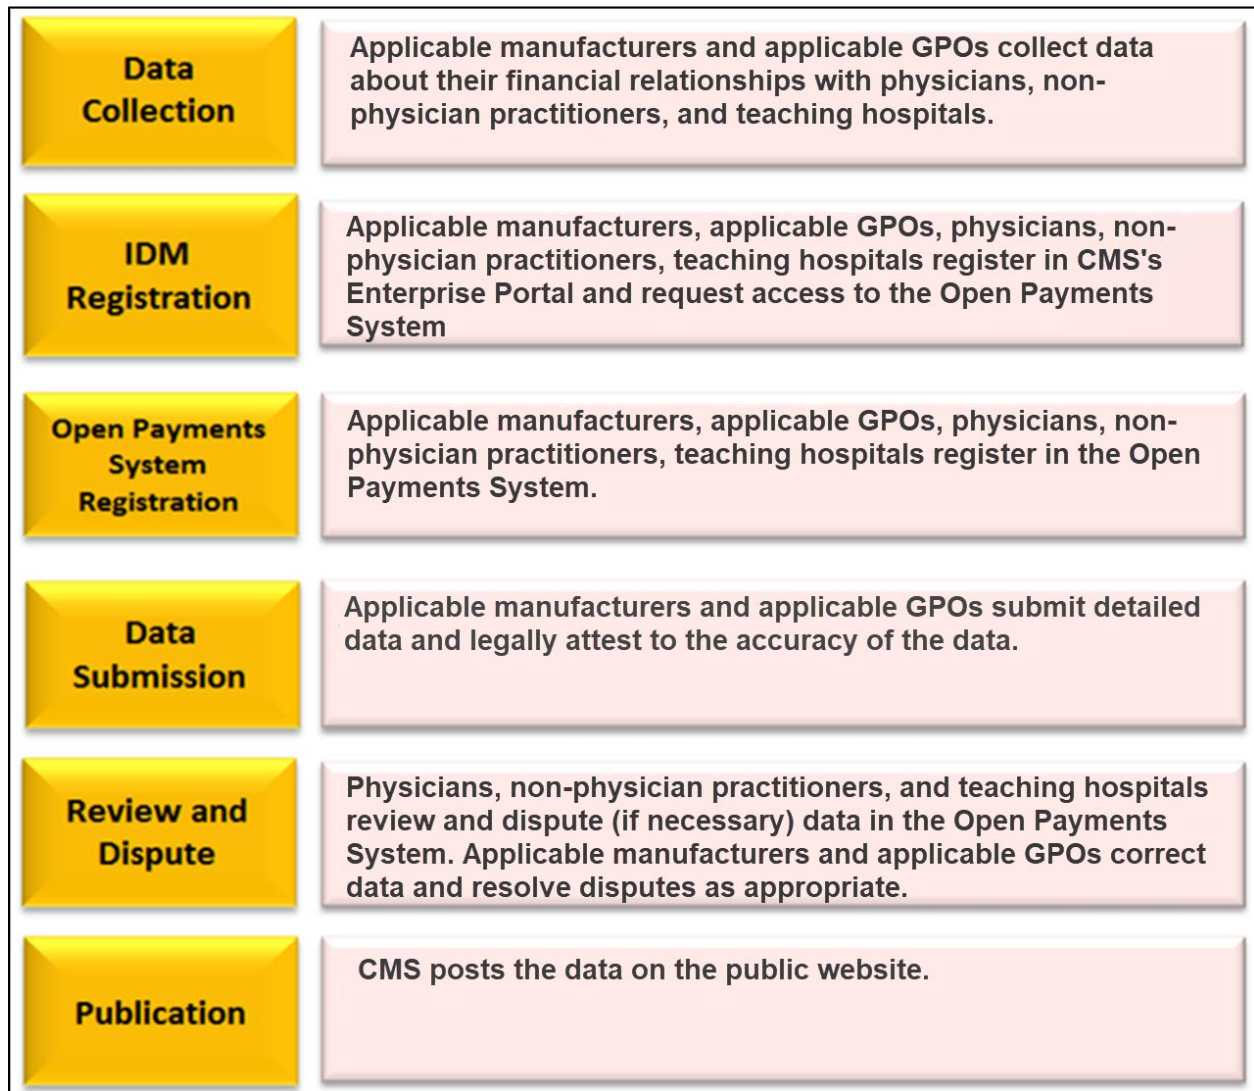 Data
Collection
Applicable manufacturers and applicable GPOs collect data
about their financial relationships with physicians, non-
physician practitioners, and teaching hospitals.
IDM
Registration
Applicable manufacturers, applicable GPOs, physicians, non-
physician practitioners, teaching hospitals register in CMS's
Enterprise Portal and request access to the Open Payments
System
Open Payments
System
Registration
Applicable manufacturers, applicable GPOs, physicians, non-
physician practitioners, teaching hospitals register in the Open
Payments System.
Data
Submission
Applicable manufacturers and applicable GPOs submit detailed
data and legally attest to the accuracy of the data.
Review and
Dispute
Physicians, non-physician practitioners, and teaching hospitals
review and dispute (if necessary) data in the Open Payments
System. Applicable manufacturers and applicable GPOs correct
data and resolve disputes as appropriate.
Publication
CMS posts the data on the public website.